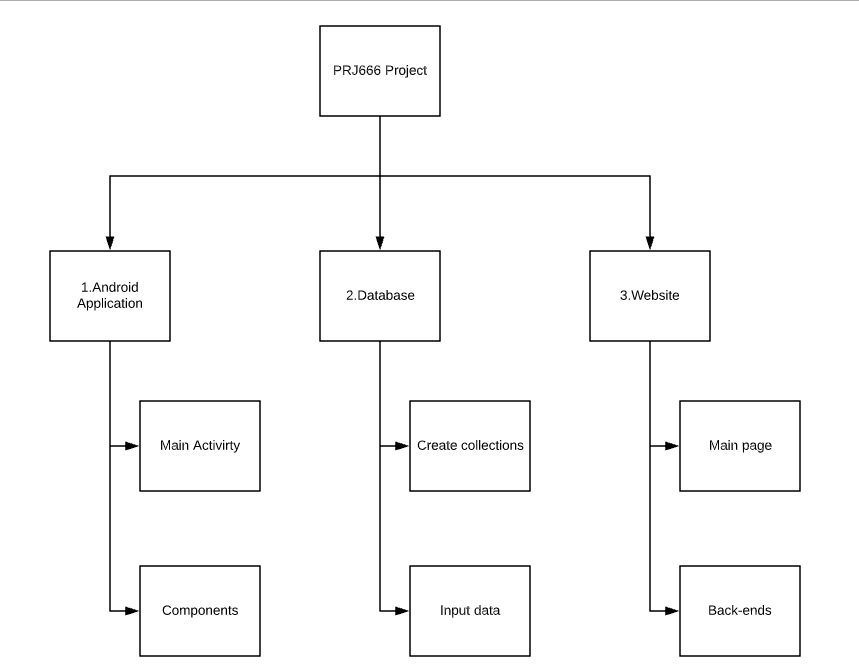 PRJ666 Project
1.Android
Application
2.Database
3.Website
Main Activirty
Create collections
Main page
Components
Input data
Back-ends